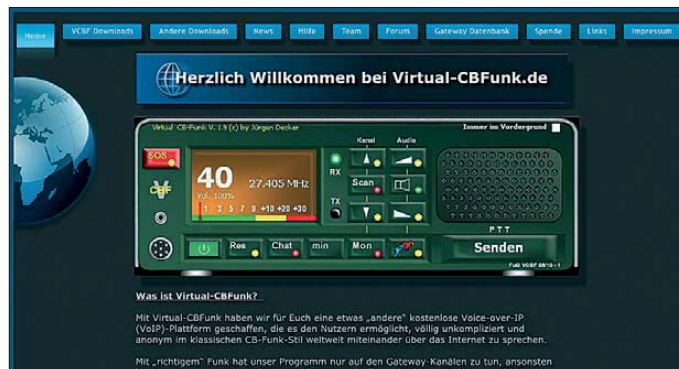 Home
VCBF Downloads
Andere Downloads
News
Hilfe
Team
Forum
Gateway Datenbank
Spende
Links
Impressum
Herzlich Willkommen bei Virtual-CBFunk.de
Virtual CB-Funk V. 1.9 (c) by Jürgen Decker
Immer im Vordergrund
Kanal
Audio
SOS
CBF
40
27.405 MHz
Vol. 100%
1 3 5 7 9 +10 +20 +30
RX
Scan
TX
Res
Chat
min
Mon
PTT
Senden
Was ist Virtual-CBFunk?
Mit Virtual-CBFunk haben wir für Euch eine etwas „andere" kostenlose Voice-over-IP
(VoIP)-Plattform geschaffen, die es den Nutzern ermöglicht, völlig unkompliziert und
anonym im klassischen CB-Funk-Stil weltweit miteinander über das Internet zu sprechen.
Mit „richtigem" Funk hat unser Programm nur auf den Gateway-Kanälen zu tun, ansonsten